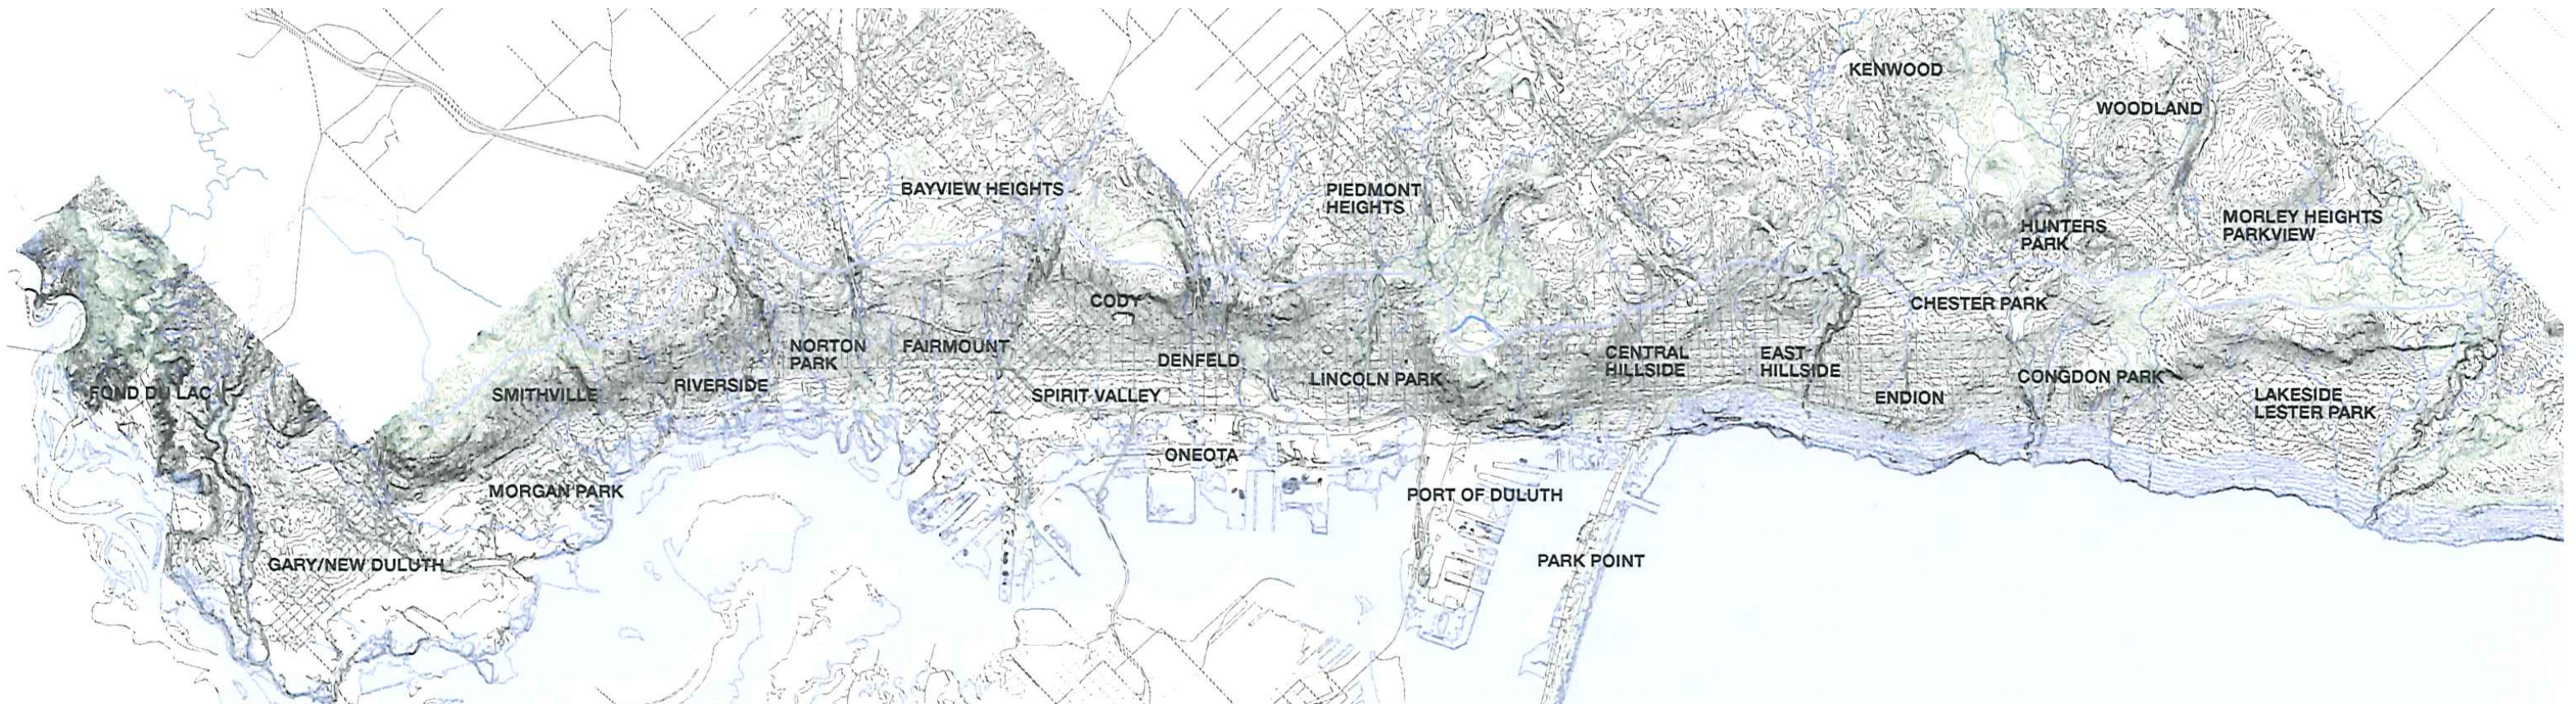 KENWOOD
WOODLAND
BAYVIEW HEIGHTS
PIEDMONT
HEIGHTS
HUNTERS
PARK
MORLEY HEIGHTS
PARKVIEW
CODY
CHESTER PARK
NORTON
PARK
FAIRMOUNT
DENFELD
CENTRAL
HILLSIDE
EAST
HILLSIDE
LINCOLN PARK
CONGDON PARK
FOND DU LAC
SMITHVILLE
RIVERSIDE
SPIRIT VALLEY
ENDION
LAKESIDE
LESTER PARK
ONEOTA
MORGAN PARK
PORT OF DULUTH
GARY/NEW DULUTH
PARK POINT